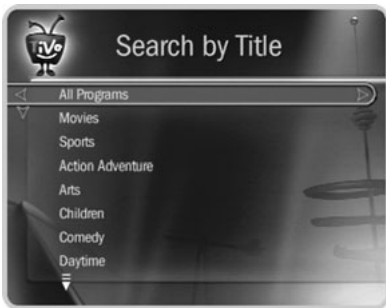 TiVo
Search by Title
All Programs
Movies
Sports
Action Adventure
Arts
Children
Comedy
Daytime